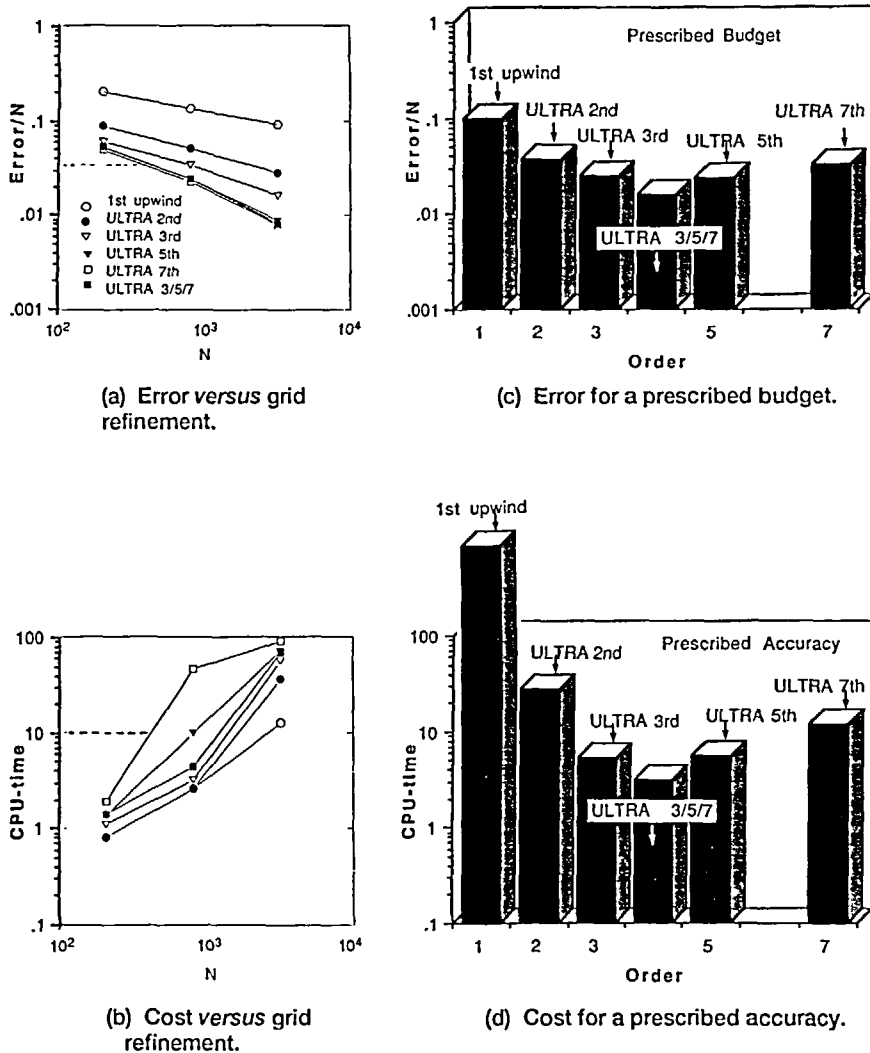 1
.1
.01
.001
Error/N
1st upwind
ULTRA 2nd
ULTRA 3rd
ULTRA 5th
ULTRA 7th
ULTRA 3/5/7
10²
10³
10⁴
N
(a) Error versus grid
refinement.
1
.1
.01
.001
Error/N
Prescribed Budget
1st upwind
ULTRA 2nd
ULTRA 3rd
ULTRA 3/5/7
ULTRA 5th
ULTRA 7th
1
2
3
5
7
Order
(c) Error for a prescribed budget.
100
10
1
.1
CPU-time
10²
10³
10⁴
N
(b) Cost versus grid
refinement.
100
10
1
.1
CPU-time
1st upwind
Prescribed Accuracy
ULTRA 2nd
ULTRA 3rd
ULTRA 3/5/7
ULTRA 5th
ULTRA 7th
1
2
3
5
7
Order
(d) Cost for a prescribed accuracy.